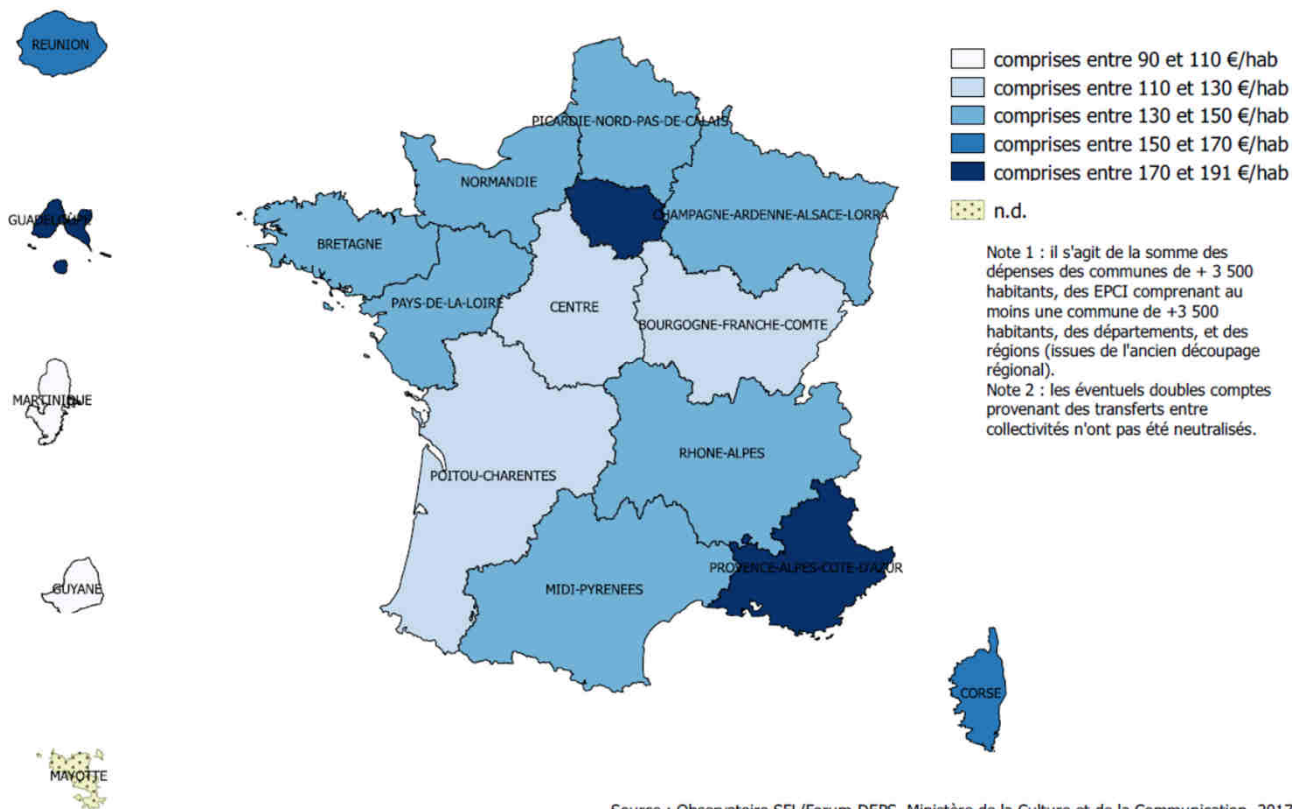 REUNION
GUADELOUPE
MARTINIQUE
GUYANE
MAYOTTE
PICARDIE-NORD-PAS-DE-CALAIS
NORMANDIE
CHAMPAGNE-ARDENNE-ALSACE-LORRA
BRETAGNE
PAYS-DE-LA-LOIRE
CENTRE
BOURGOGNE-FRANCHE-COMTE
POITOU-CHARENTES
RHONE-ALPES
MIDI-PYRENEES
PROVENCE-ALPES-COTE-D'AZUR
CORSE
comprises entre 90 et 110 €/hab
comprises entre 110 et 130 €/hab
comprises entre 130 et 150 €/hab
comprises entre 150 et 170 €/hab
comprises entre 170 et 191 €/hab
n.d.
Note 1 : il s'agit de la somme des
dépenses des communes de + 3 500
habitants, des EPCI comprenant au
moins une commune de +3 500
habitants, des départements, et des
régions (issues de l'ancien découpage
régional).
Note 2 : les éventuels doubles comptes
provenant des transferts entre
collectivités n'ont pas été neutralisés.
Source : Observatoire SFL/Forum DEPS, Ministère de la Culture et de la Communication, 2017